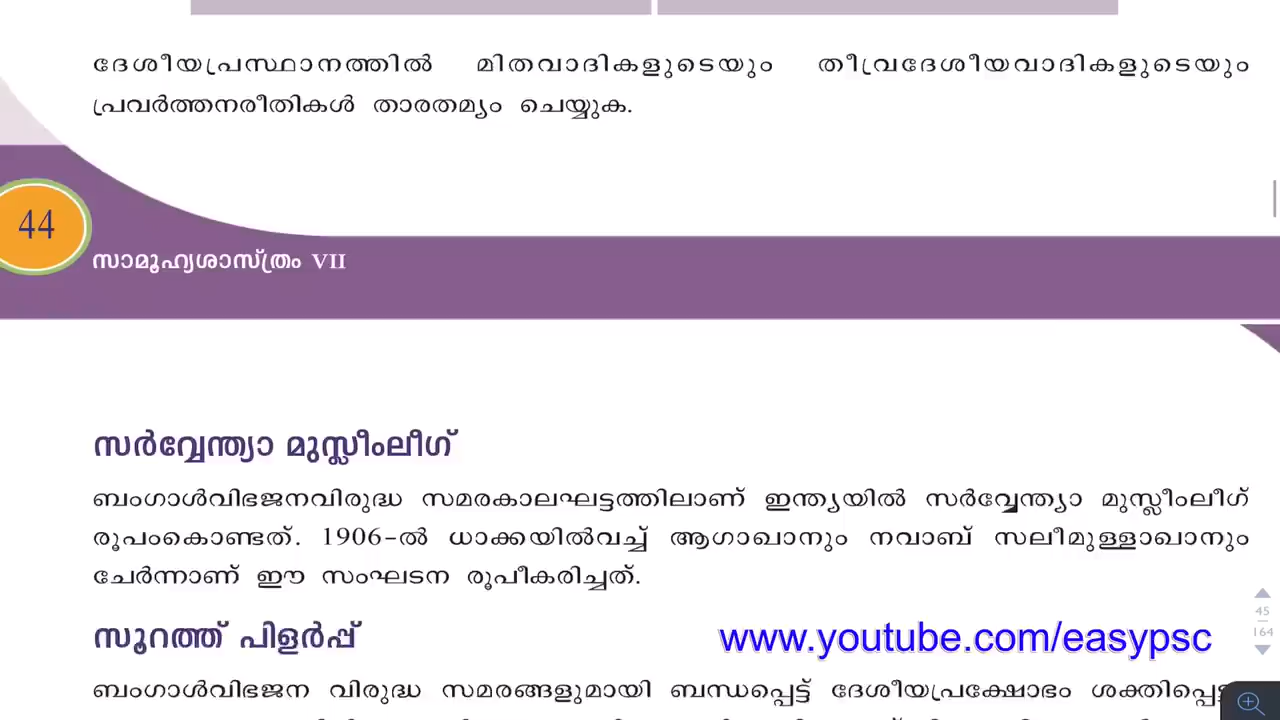 ദേശീയപ്രസ്ഥാനത്തിൽ മിതവാദികളുടെയും തീവ്രദേശീയവാദികളുടെയും
പ്രവർത്തനരീതികൾ താരതമ്യം ചെയ്യുക.
44
സാമൂഹ്യശാസ്ത്രം VII
സർവ്വേന്ത്യാ മുസ്ലീംലീഗ്
ബംഗാൾവിഭജനവിരുദ്ധ സമരകാലഘട്ടത്തിലാണ് ഇന്ത്യയിൽ സർവ്വേന്ത്യാ മുസ്ലീംലീഗ്
രൂപംകൊണ്ടത്. 1906-ൽ ധാക്കയിൽവച്ച് ആഗാഖാനും നവാബ് സലീമുള്ളാഖാനും
ചേർന്നാണ് ഈ സംഘടന രൂപീകരിച്ചത്.
45
164
സൂറത്ത് പിളർപ്പ്
www.youtube.com/easypsc
ബംഗാൾവിഭജന വിരുദ്ധ സമരങ്ങളുമായി ബന്ധപ്പെട്ട് ദേശീയപ്രക്ഷോഭം